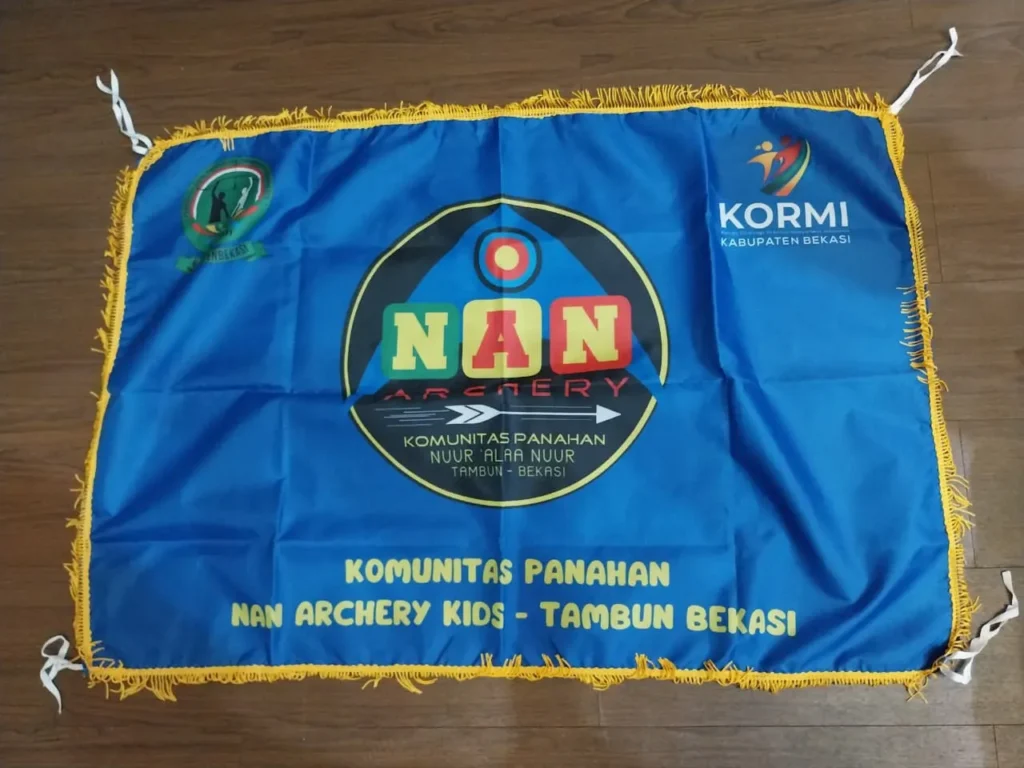 KORMI
KABUPATEN BEKASI
NAN
ARCHERY
KOMUNITAS PANAHAN
NUUR 'ALAA NUUR
TAMBUN - BEKASI
KOMUNITAS PANAHAN
NAN ARCHERY KIDS - TAMBUN BEKASI